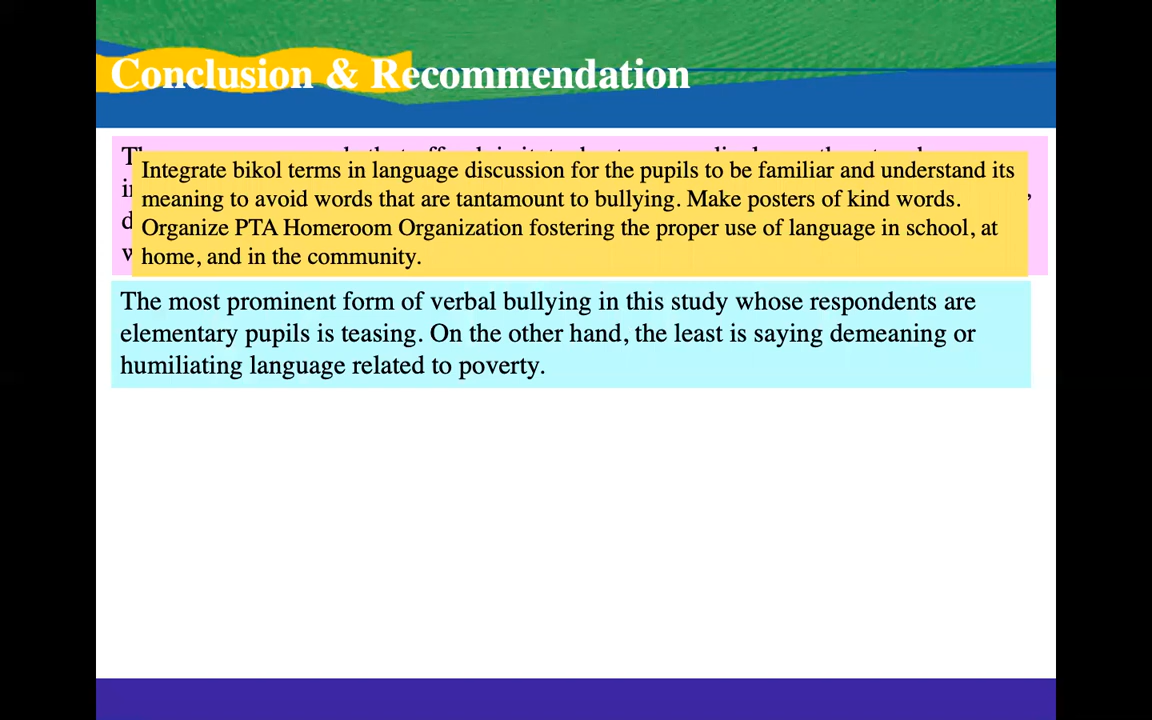 Conclusion & Recommendation
Integrate bikol terms in language discussion for the pupils to be familiar and understand its
meaning to avoid words that are tantamount to bullying. Make posters of kind words.
Organize PTA Homeroom Organization fostering the proper use of language in school, at
home, and in the community.
The most prominent form of verbal bullying in this study whose respondents are
elementary pupils is teasing. On the other hand, the least is saying demeaning or
humiliating language related to poverty.